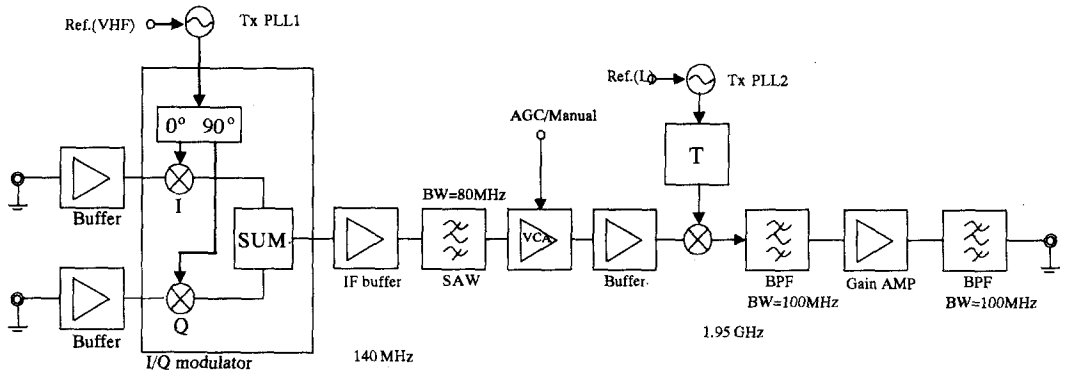 Ref.(VHF)
Tx PLL1
Ref.(L)
Tx PLL2
AGC/Manual
0° 90°
T
I
Buffer
BW=80MHz
SUM
VCA
IF buffer
SAW
Buffer
BPF
BW=100MHz
Gain AMP
BPF
BW=100MHz
Q
Buffer
I/Q modulator
140 MHz
1.95 GHz